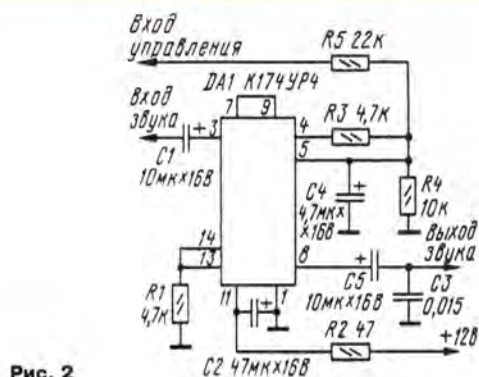 Вход
управления
R5 22к
DA1 К174УР4
Вход
звука
7
9
3
4
R3 4,7к
+
5
C1
10мк×16В
C4
+
4,7мк×
×16В
R4
10к
14
13
8
+
Выход
звука
R1
4,7к
11
+
1
C5
10мк×16В
C3
0,015
R2 47
+12В
C2 47мк×16В
Рис. 2